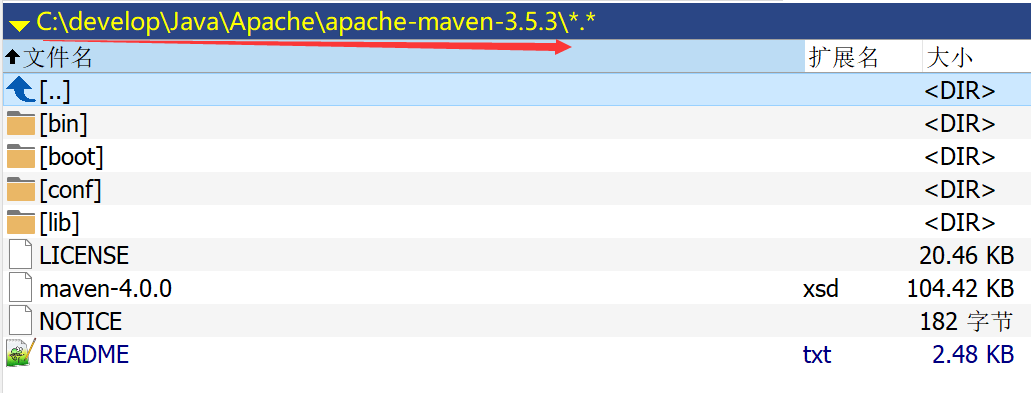 C:\develop\Java\Apache\apache-maven-3.5.3\*.*
文件名 扩展名 大小
[..] <DIR>
[bin] <DIR>
[boot] <DIR>
[conf] <DIR>
[lib] <DIR>
LICENSE 20.46 KB
maven-4.0.0 xsd 104.42 KB
NOTICE 182 字节
README txt 2.48 KB